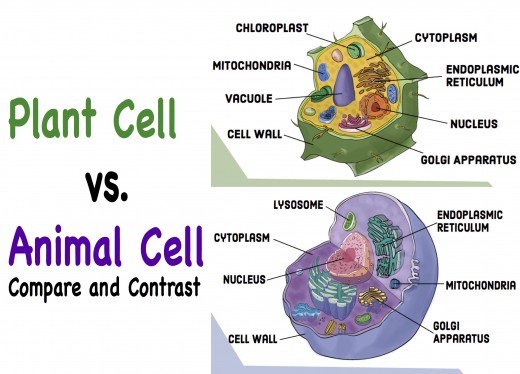 Plant Cell
vs.
Animal Cell
Compare and Contrast
CHLOROPLAST
CYTOPLASM
MITOCHONDRIA
ENDOPLASMIC
RETICULUM
VACUOLE
NUCLEUS
CELL WALL
GOLGI APPARATUS
LYSOSOME
ENDOPLASMIC
RETICULUM
CYTOPLASM
NUCLEUS
MITOCHONDRIA
GOLGI
APPARATUS
CELL WALL